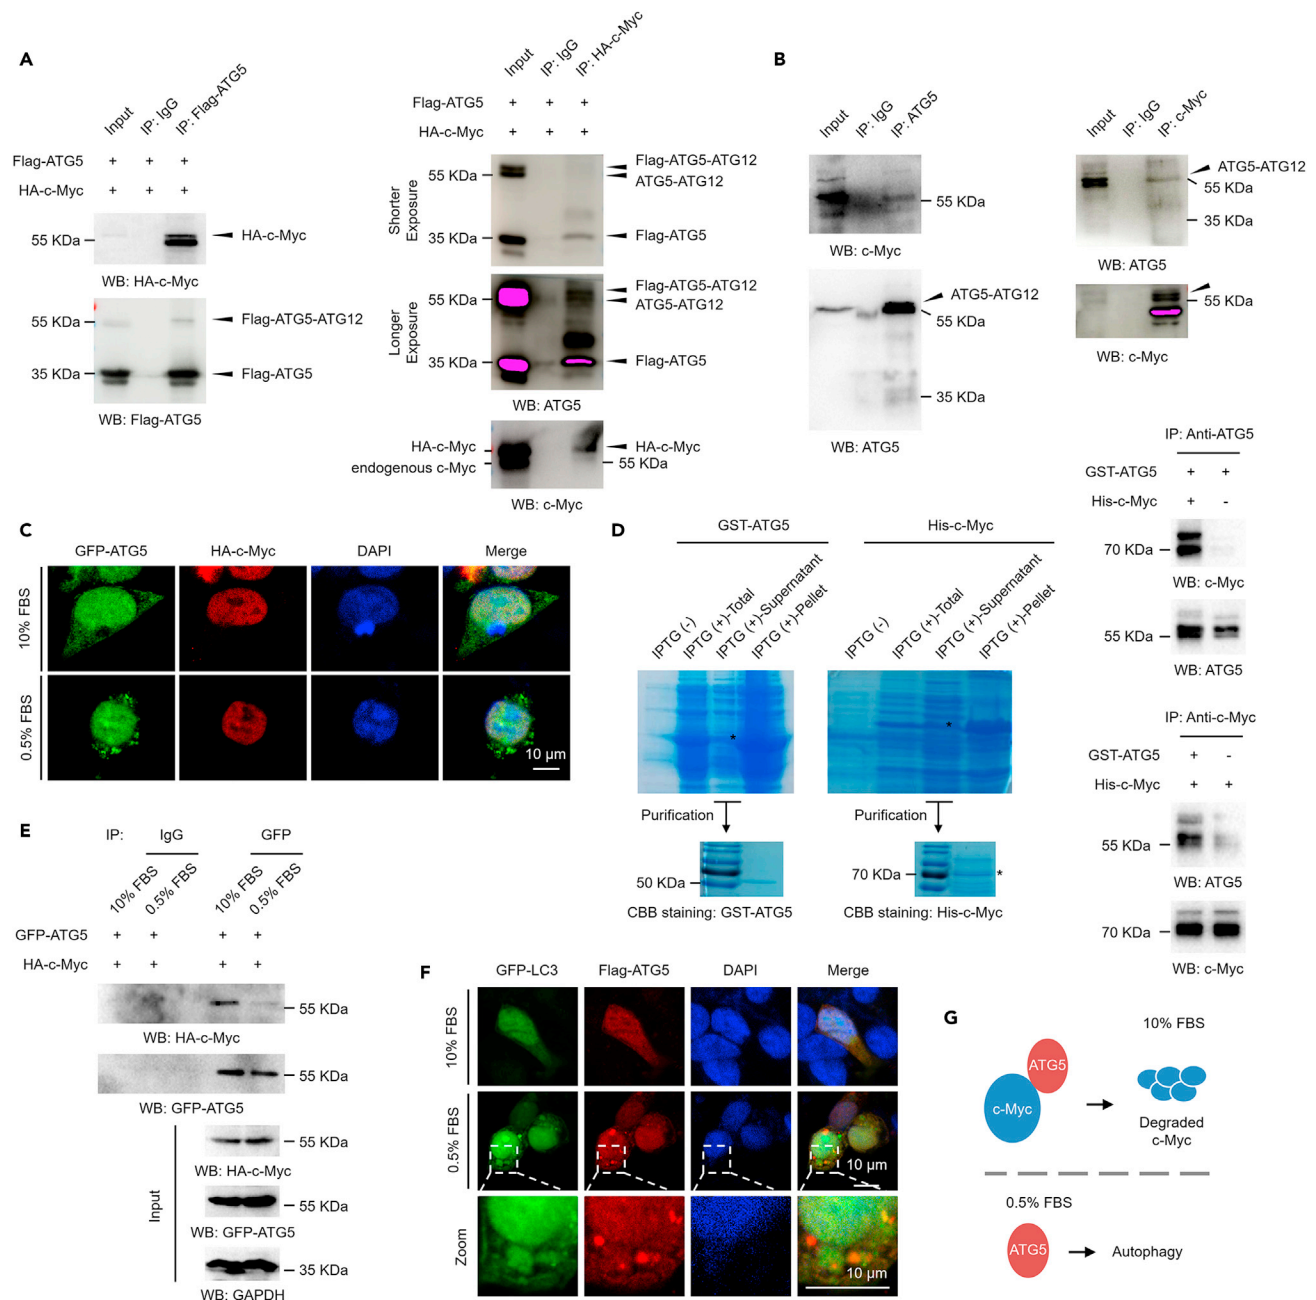 A
Input
IP: IgG
IP: Flag-ATG5
Flag-ATG5 + + +
HA-c-Myc + + +
55 KDa
HA-c-Myc
WB: HA-c-Myc
55 KDa
Flag-ATG5-ATG12
35 KDa
Flag-ATG5
WB: Flag-ATG5
Input
IP: IgG
IP: HA-c-Myc
Flag-ATG5 + + +
HA-c-Myc + + +
Shorter
Exposure
55 KDa
Flag-ATG5-ATG12
ATG5-ATG12
35 KDa
Flag-ATG5
Longer
Exposure
55 KDa
Flag-ATG5-ATG12
ATG5-ATG12
35 KDa
Flag-ATG5
WB: ATG5
HA-c-Myc
endogenous c-Myc
HA-c-Myc
55 KDa
WB: c-Myc
B
Input
IP: IgG
IP: ATG5
55 KDa
WB: c-Myc
ATG5-ATG12
55 KDa
35 KDa
WB: ATG5
Input
IP: IgG
IP: c-Myc
ATG5-ATG12
55 KDa
35 KDa
WB: ATG5
55 KDa
WB: c-Myc
C
GFP-ATG5 HA-c-Myc DAPI Merge
10% FBS
0.5% FBS
10 µm
D
GST-ATG5
His-c-Myc
IPTG (-)
IPTG (+)-Total
IPTG (+)-Supernatant
IPTG (+)-Pellet
IPTG (-)
IPTG (+)-Total
IPTG (+)-Supernatant
IPTG (+)-Pellet
*
*
Purification
Purification
50 KDa
70 KDa
*
CBB staining: GST-ATG5
CBB staining: His-c-Myc
IP: Anti-ATG5
GST-ATG5 + +
His-c-Myc + -
70 KDa
WB: c-Myc
55 KDa
WB: ATG5
IP: Anti-c-Myc
GST-ATG5 + -
His-c-Myc + +
55 KDa
WB: ATG5
70 KDa
WB: c-Myc
E
IP: IgG GFP
10% FBS
0.5% FBS
10% FBS
0.5% FBS
GFP-ATG5 + + + +
HA-c-Myc + + + +
55 KDa
WB: HA-c-Myc
55 KDa
WB: GFP-ATG5
Input
55 KDa
WB: HA-c-Myc
55 KDa
WB: GFP-ATG5
35 KDa
WB: GAPDH
F
GFP-LC3 Flag-ATG5 DAPI Merge
10% FBS
0.5% FBS
10 µm
Zoom
10 µm
G
10% FBS
ATG5
c-Myc
Degraded
c-Myc
0.5% FBS
ATG5
Autophagy